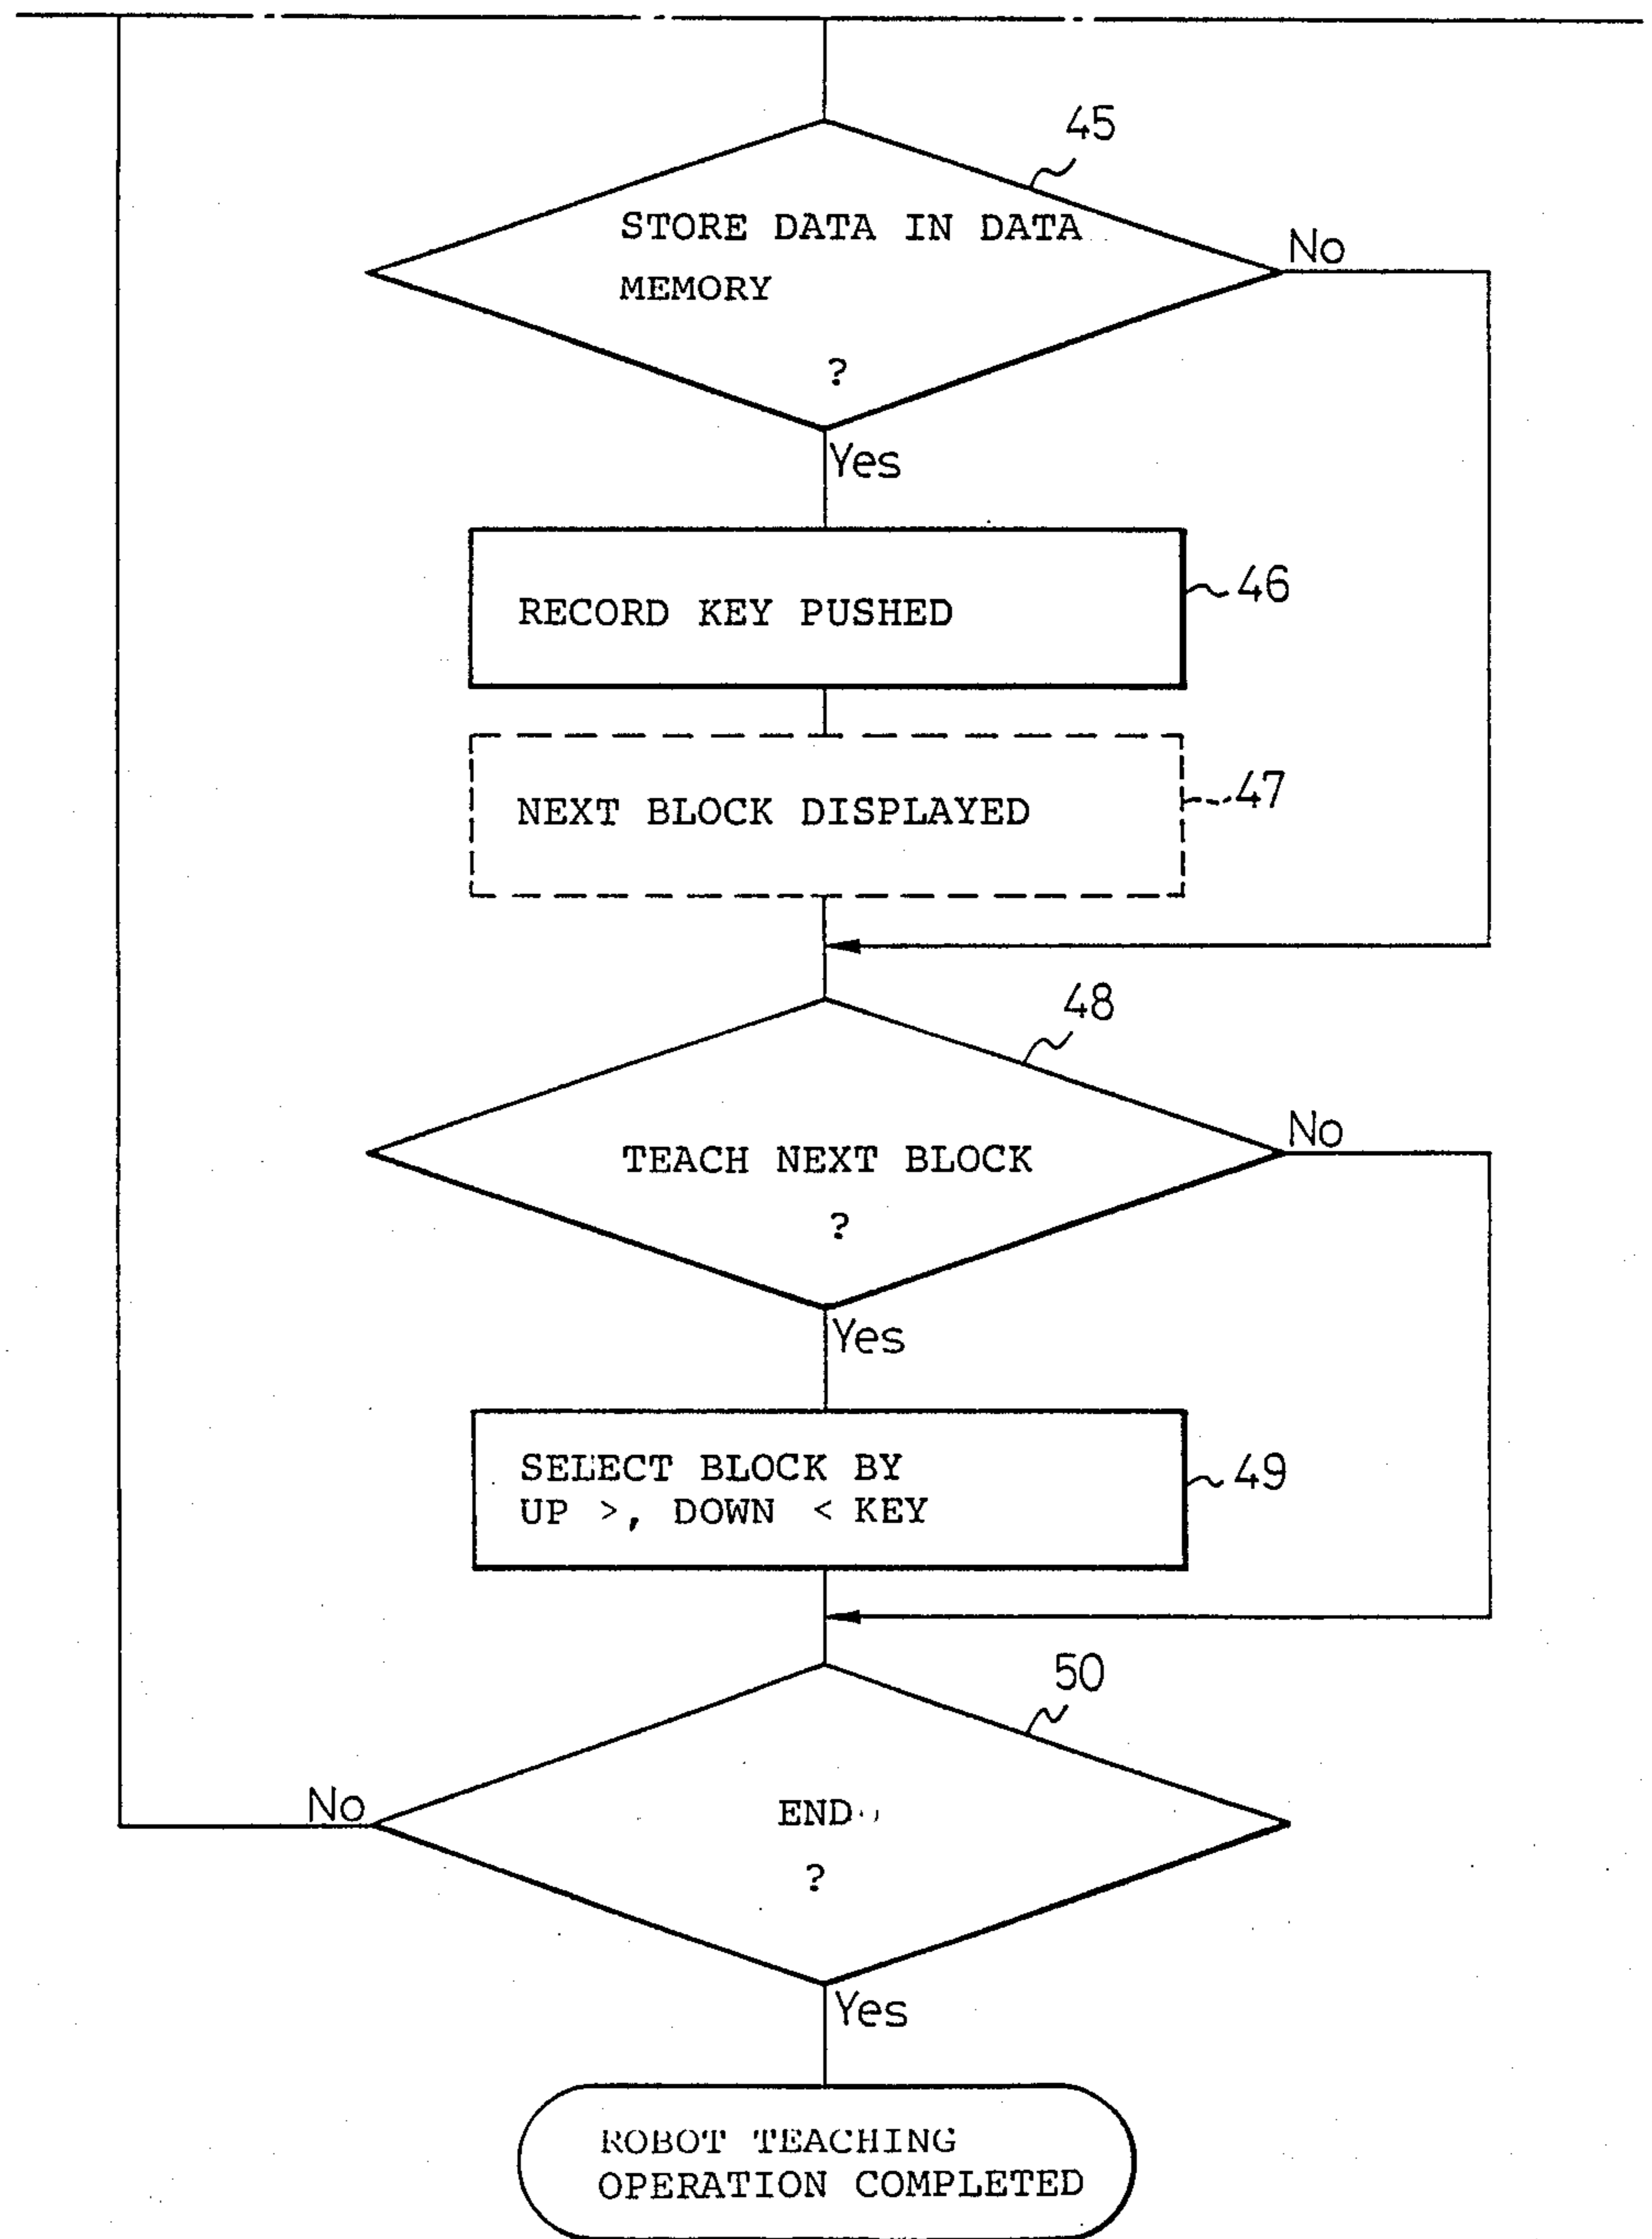 45
STORE DATA IN DATA
MEMORY
?
No
Yes
RECORD KEY PUSHED
46
NEXT BLOCK DISPLAYED
47
48
TEACH NEXT BLOCK
?
No
Yes
SELECT BLOCK BY
UP >, DOWN < KEY
49
50
No
END
?
Yes
ROBOT TEACHING
OPERATION COMPLETED